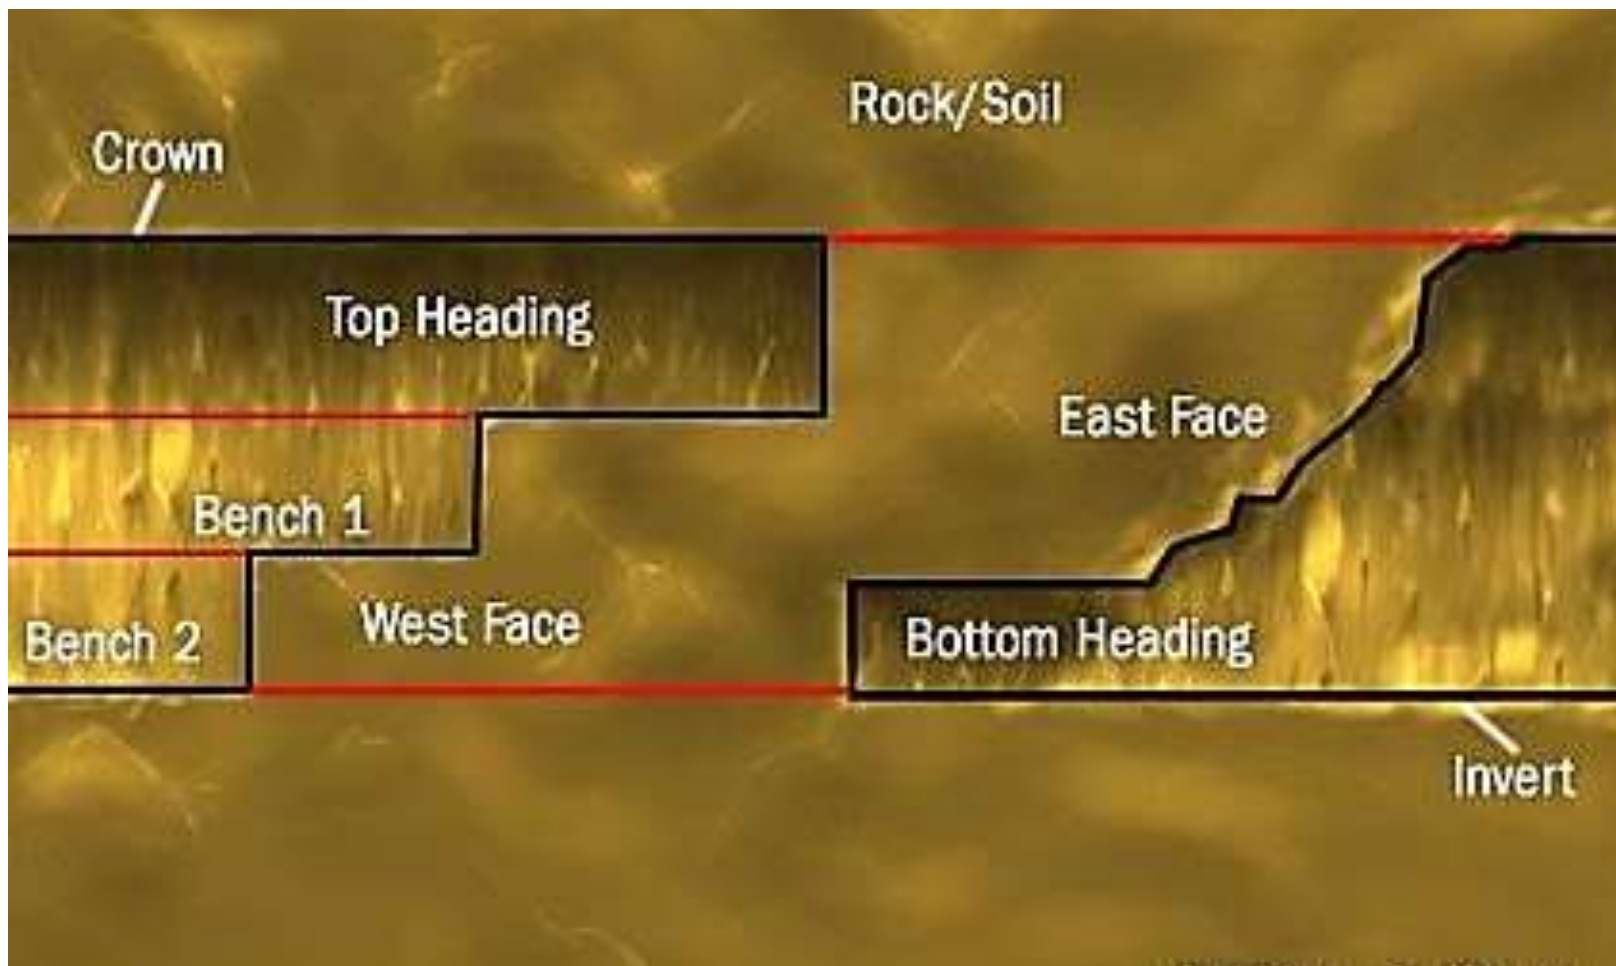 Rock/Soil
Crown
Top Heading
East Face
Bench 1
West Face
Bench 2
Bottom Heading
Invert